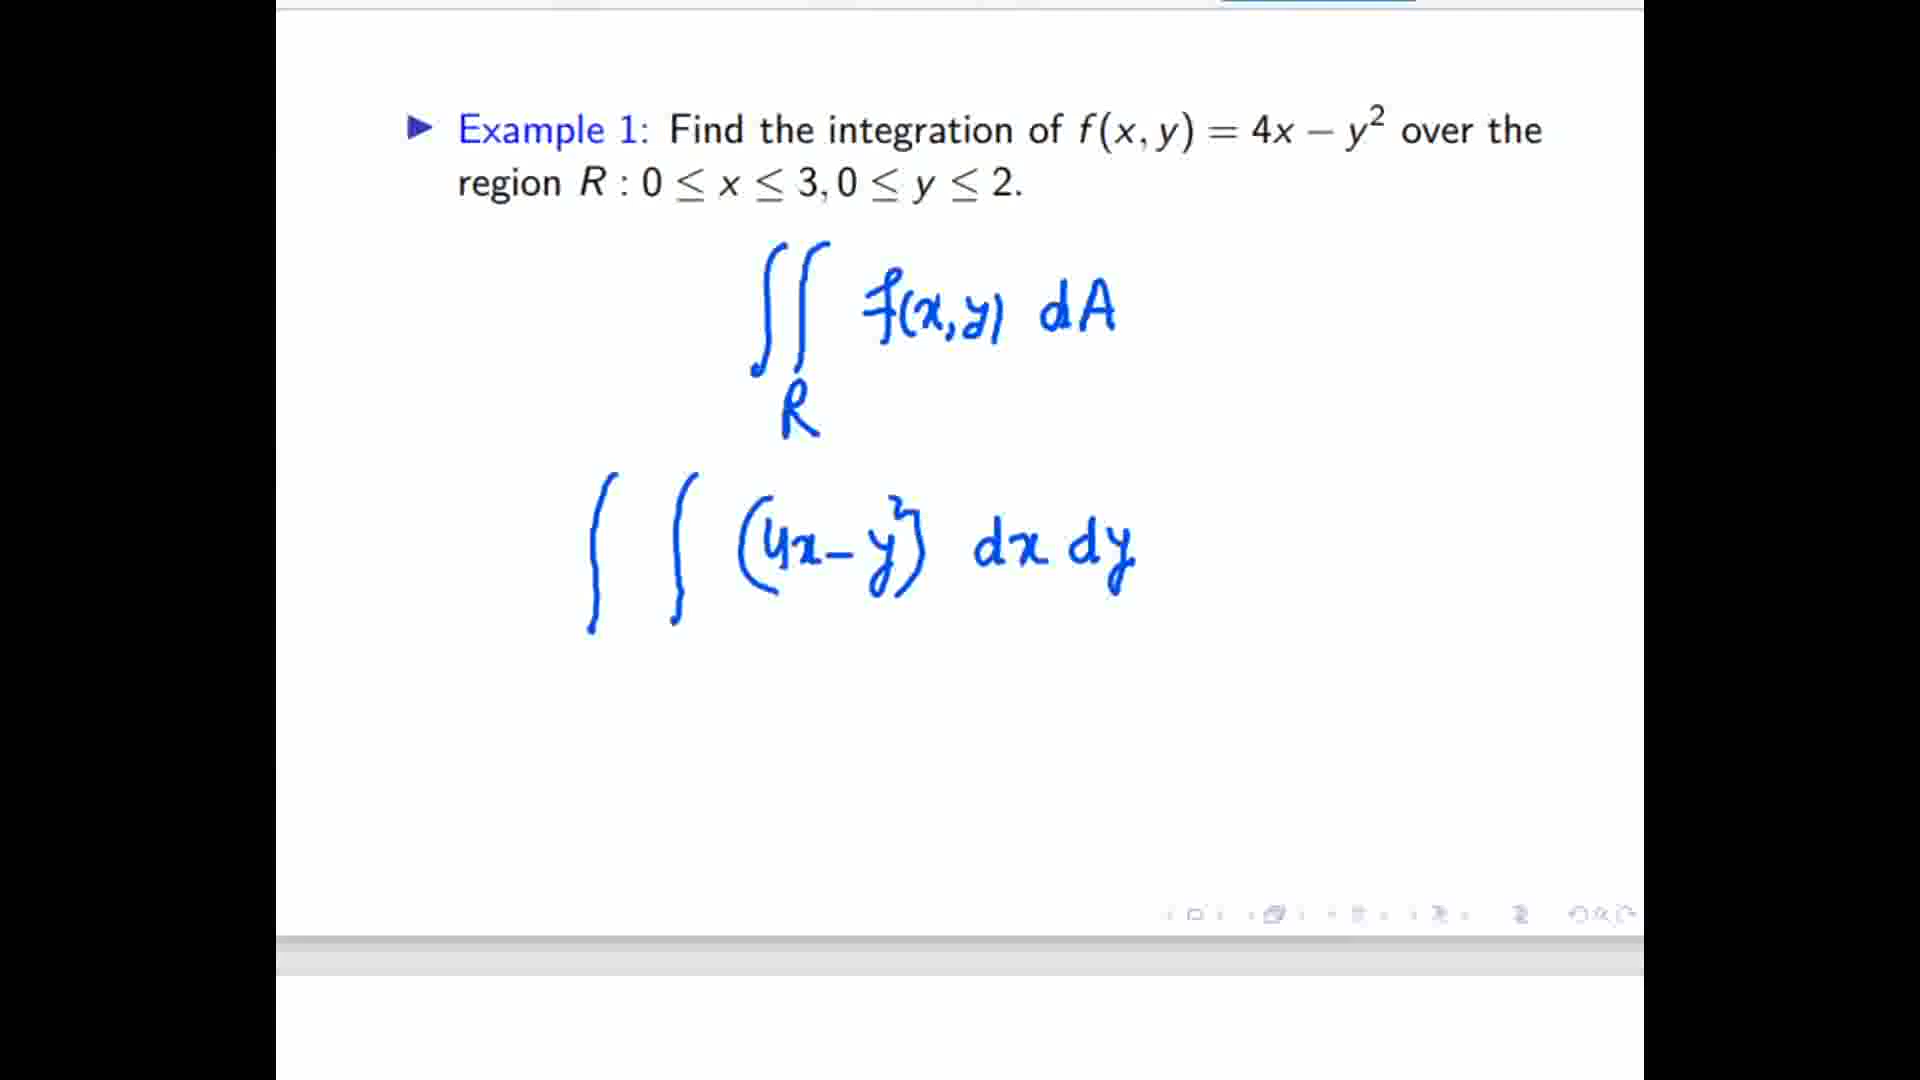 ▶ Example 1: Find the integration of f(x, y) = 4x − y² over the
region R : 0 ≤ x ≤ 3, 0 ≤ y ≤ 2.
∬ f(x,y) dA
R
∫ ∫ (4x − y²) dx dy